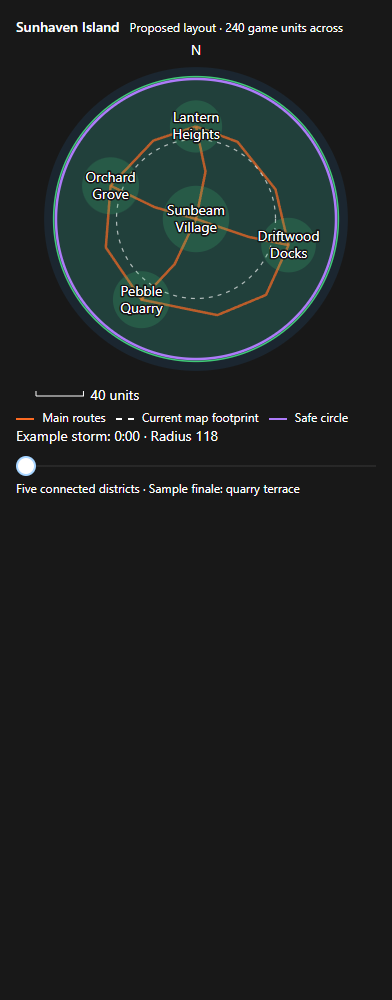 Sunhaven Island Proposed layout · 240 game units across
N
Lantern
Heights
Orchard
Grove
Sunbeam
Village
Driftwood
Docks
Pebble
Quarry
40 units
Main routes Current map footprint Safe circle
Example storm: 0:00 · Radius 118
Five connected districts · Sample finale: quarry terrace